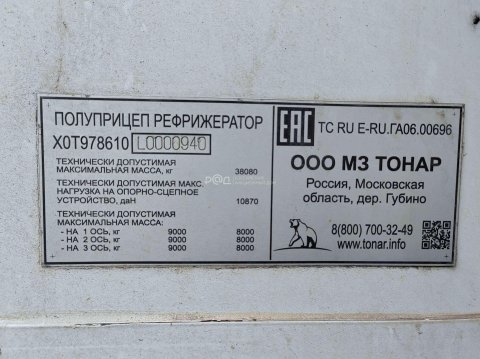 ПОЛУПРИЦЕП РЕФРИЖЕРАТОР
X0T978610 L0000940
ТЕХНИЧЕСКИ ДОПУСТИМАЯ
МАКСИМАЛЬНАЯ МАССА, кг 38080
ТЕХНИЧЕСКИ ДОПУСТИМАЯ МАКС.
НАГРУЗКА НА ОПОРНО-СЦЕПНОЕ
УСТРОЙСТВО, даН 10870
ТЕХНИЧЕСКИ ДОПУСТИМАЯ
МАКСИМАЛЬНАЯ МАССА:
- НА 1 ОСЬ, кг 9000 8000
- НА 2 ОСЬ, кг 9000 8000
- НА 3 ОСЬ, кг 9000 8000
EAC TC RU E-RU.ГА06.00696
ООО МЗ ТОНАР
Россия, Московская
область, дер. Губино
8(800) 700-32-49
www.tonar.info